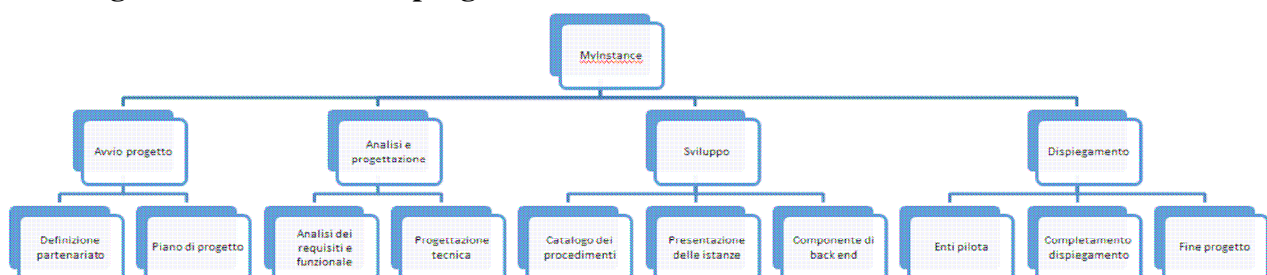 MyInstance
Avvio progetto
Analisi e
progettazione
Sviluppo
Dispiegamento
Definizione
partenariato
Piano di progetto
Analisi dei
requisiti e
funzionale
Progettazione
tecnica
Catalogo dei
procedimenti
Presentazione
delle istanze
Componente di
back end
Enti pilota
Completamento
dispiegamento
Fine progetto